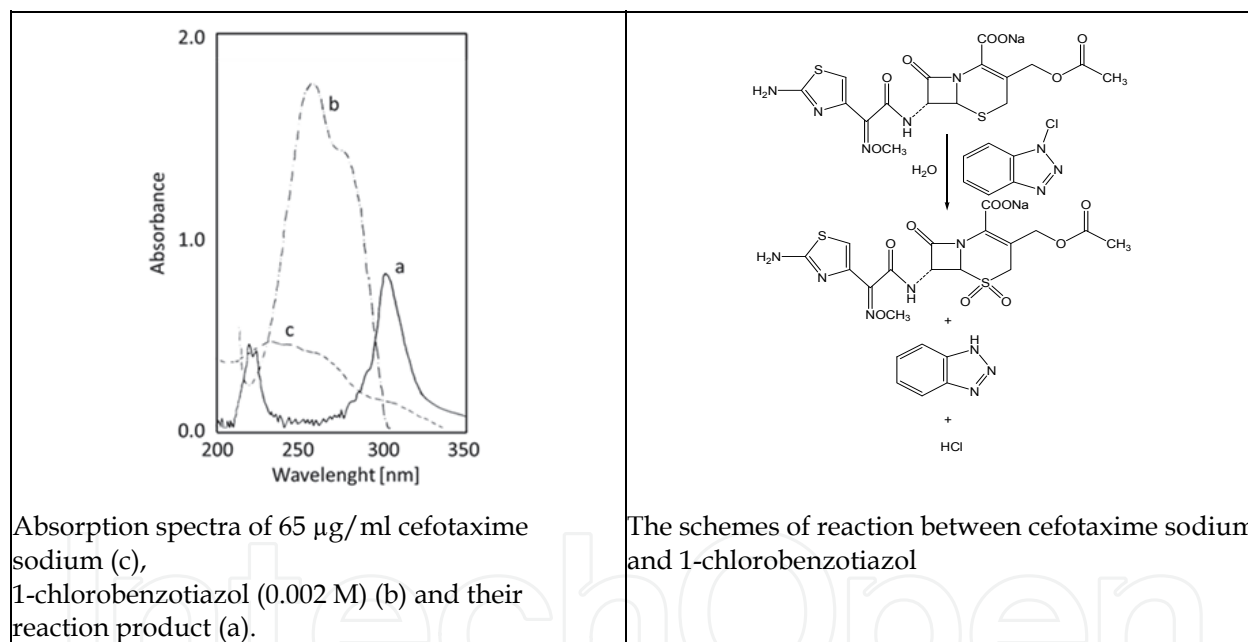 2.0
b
Absorbance
1.0
a
c
0.0
200
250
300
350
Wavelenght [nm]
Absorption spectra of 65 µg/ml cefotaxime
sodium (c),
1-chlorobenzotiazol (0.002 M) (b) and their
reaction product (a).
COONa
O
O
N
O
CH3
S
O
H2N
N
N
H
S
NOCH3
Cl
N
N
N
H2O
COONa
O
O
N
O
CH3
S
O
H2N
N
N
H
S
O
O
NOCH3
+
H
N
N
N
+
HCl
The schemes of reaction between cefotaxime sodium
and 1-chlorobenzotiazol
IntechOpen